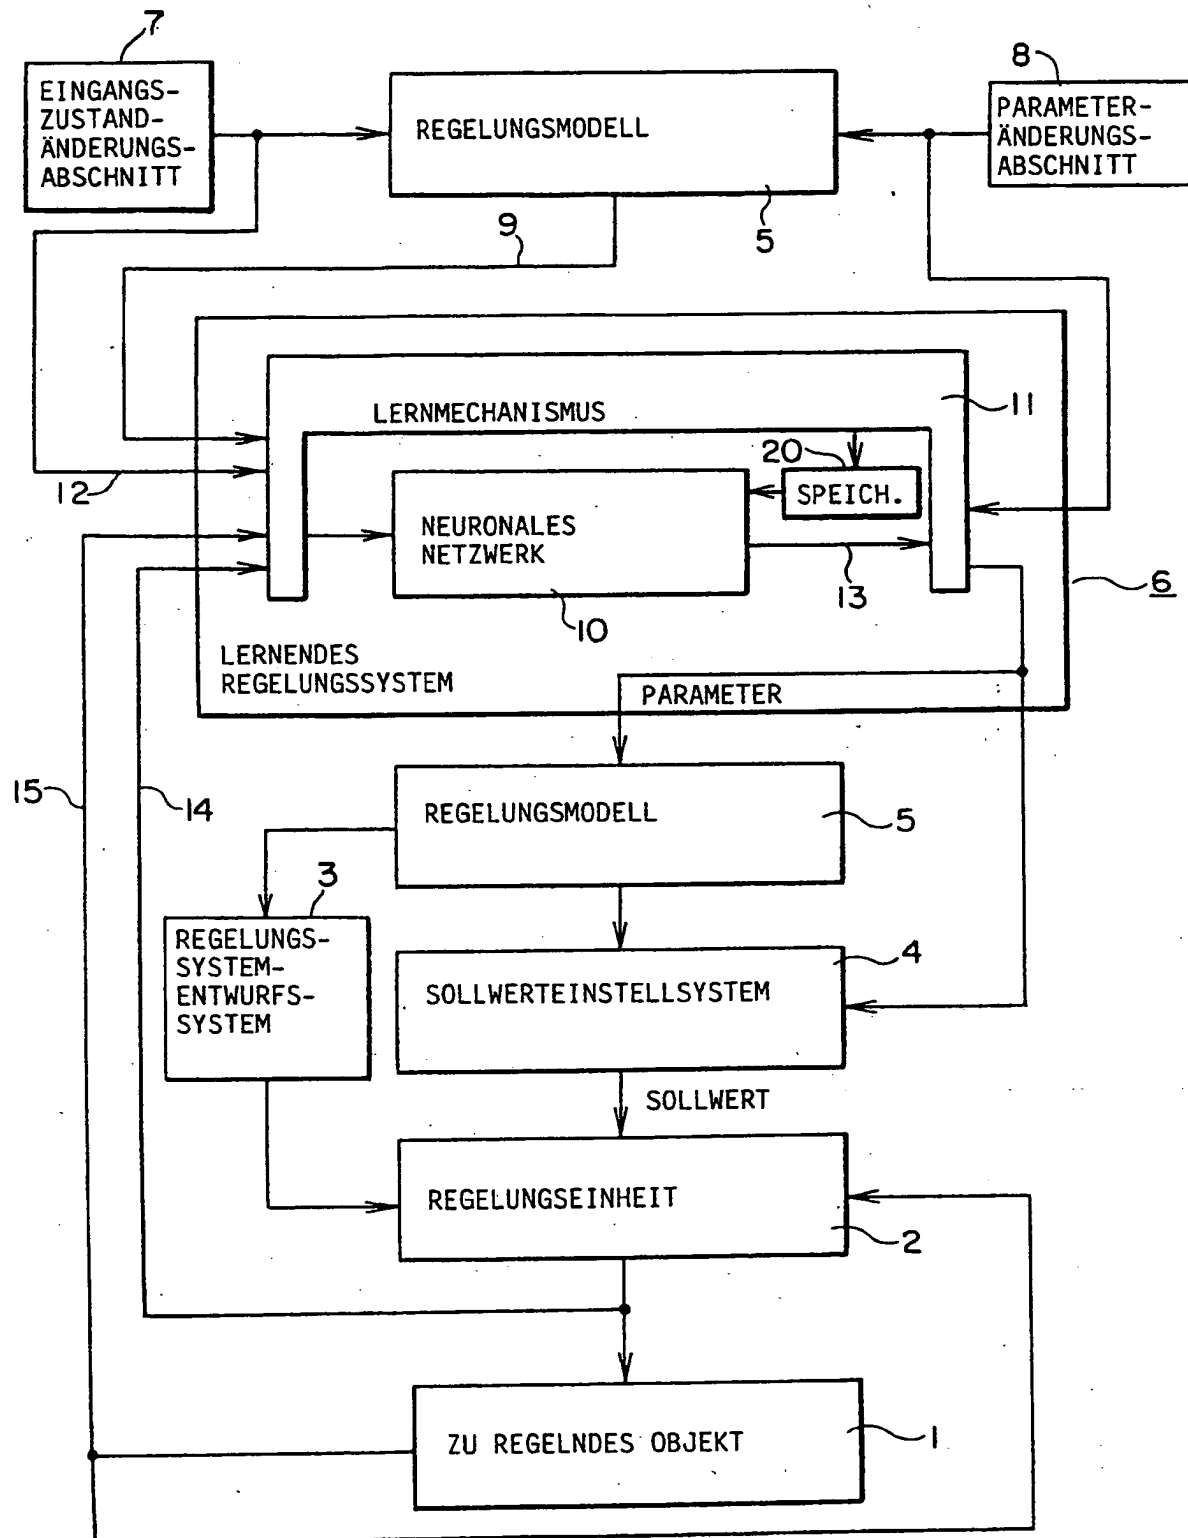 7
EINGANGS-
ZUSTAND-
ÄNDERUNGS-
ABSCHNITT
REGELUNGSMODELL
5
8
PARAMETER-
ÄNDERUNGS-
ABSCHNITT
9
LERNMECHANISMUS
11
12
20
SPEICH.
NEURONALES
NETZWERK
10
13
6
LERNENDES
REGELUNGSSYSTEM
PARAMETER
15
14
REGELUNGSMODELL
5
3
REGELUNGS-
SYSTEM-
ENTWURFS-
SYSTEM
4
SOLLWERTEINSTELLSYSTEM
SOLLWERT
REGELUNGSEINHEIT
2
ZU REGELNDES OBJEKT
1